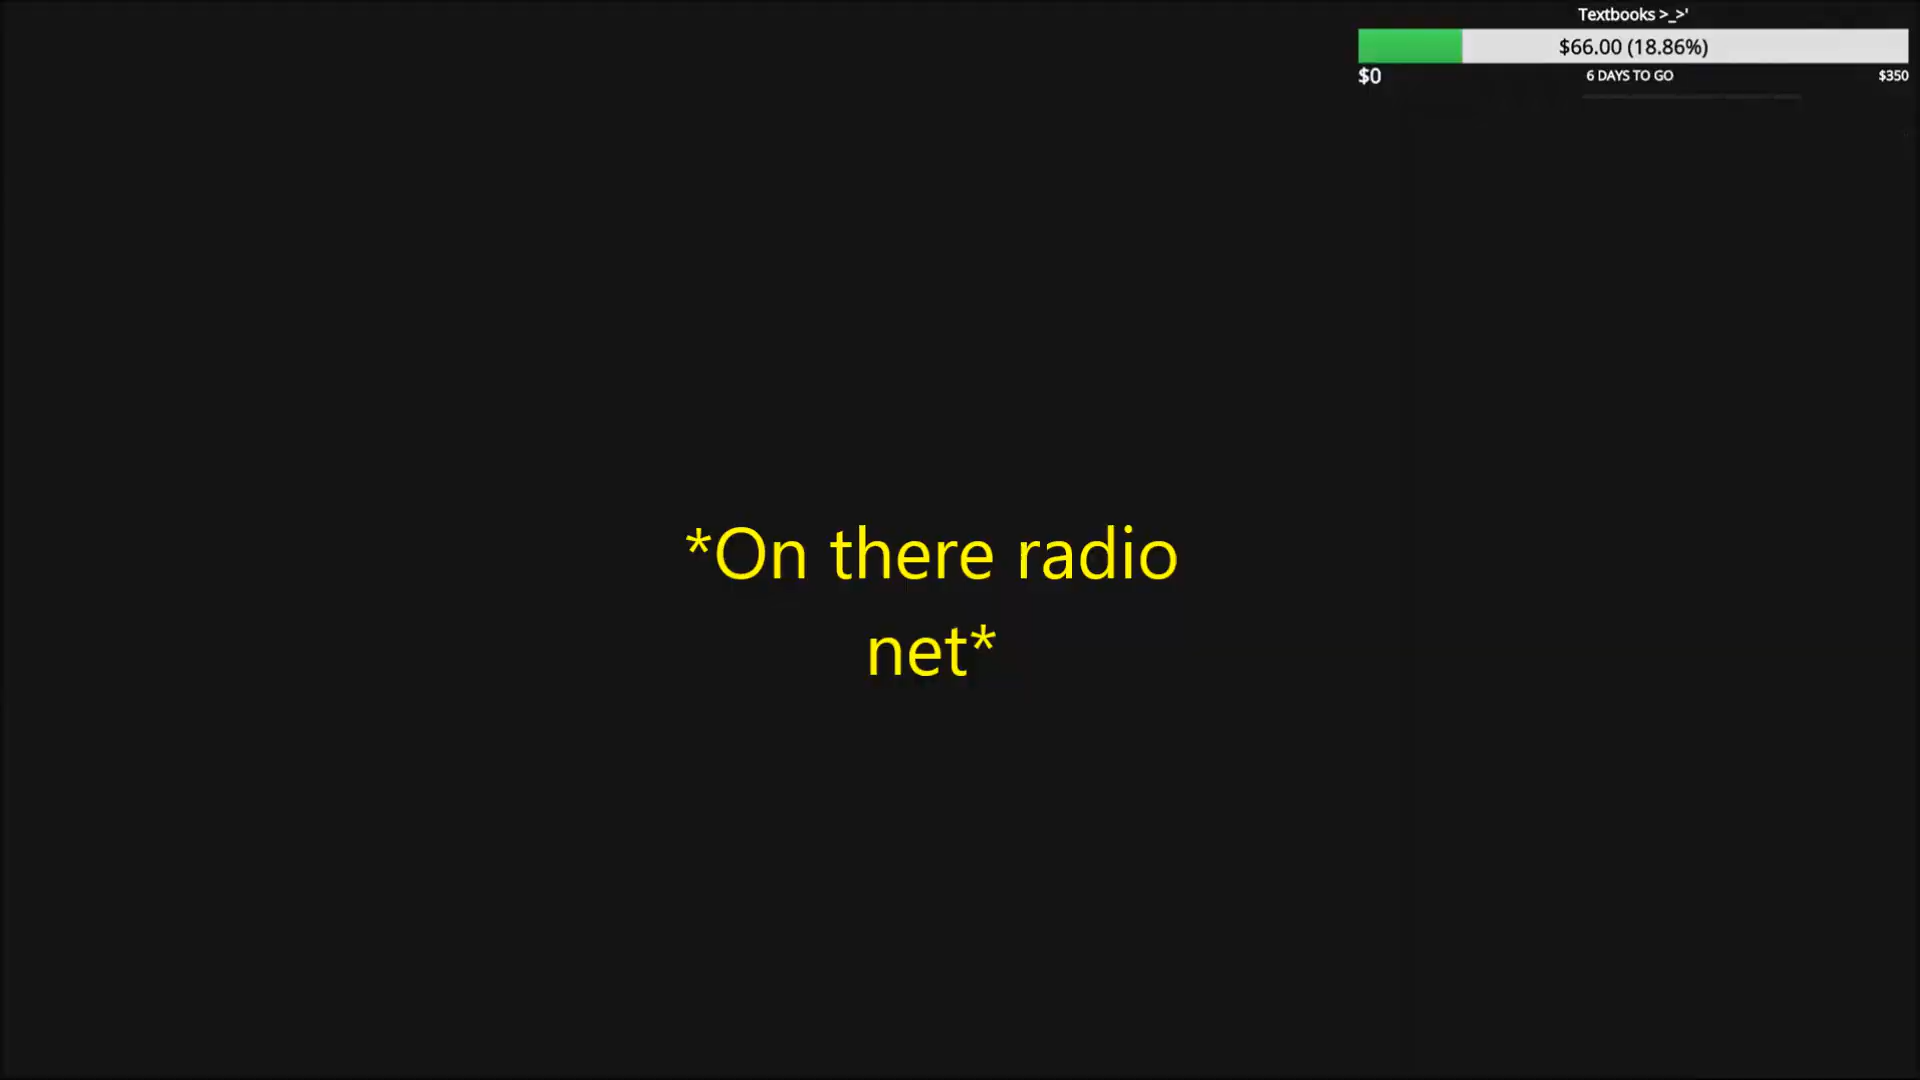 Textbooks >_>'
$66.00 (18.86%)
$0 6 DAYS TO GO $350
*On there radio
net*